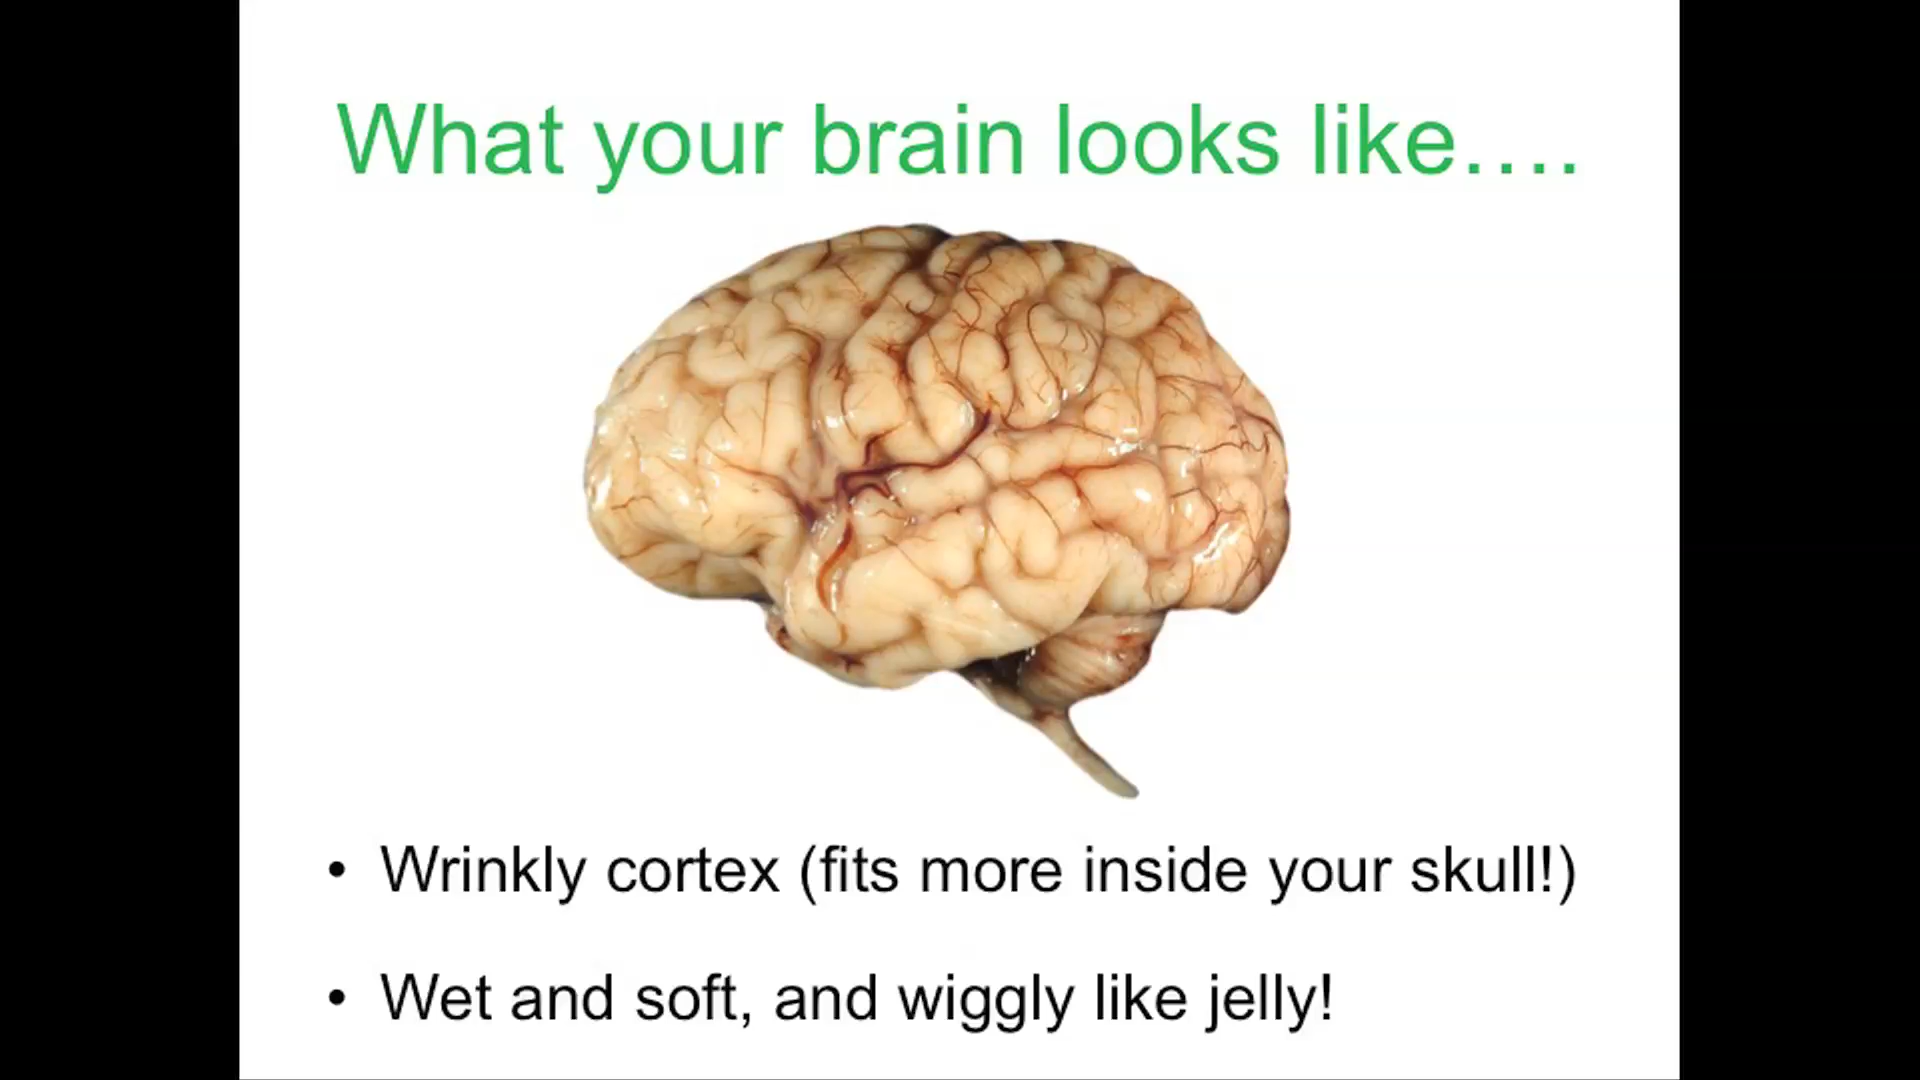 What your brain looks like….
• Wrinkly cortex (fits more inside your skull!)
• Wet and soft, and wiggly like jelly!